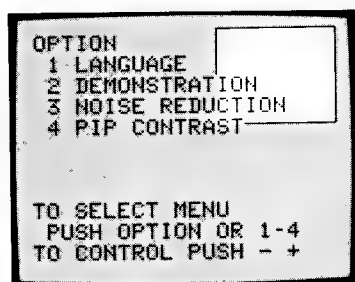 OPTION
1 LANGUAGE
2 DEMONSTRATION
3 NOISE REDUCTION
4 PIP CONTRAST
TO SELECT MENU
PUSH OPTION OR 1-4
TO CONTROL PUSH - +